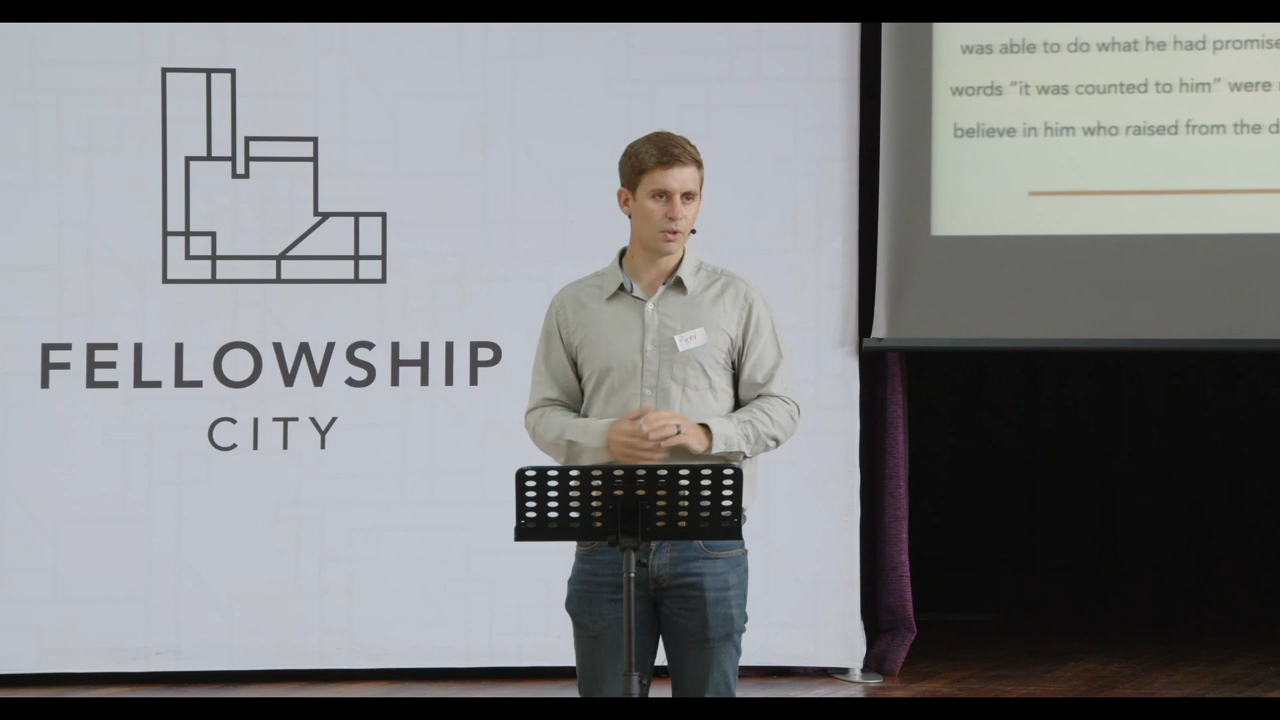 FELLOWSHIP
CITY
was able to do what he had
words "it was counted to him" were
believe in him who raised from the